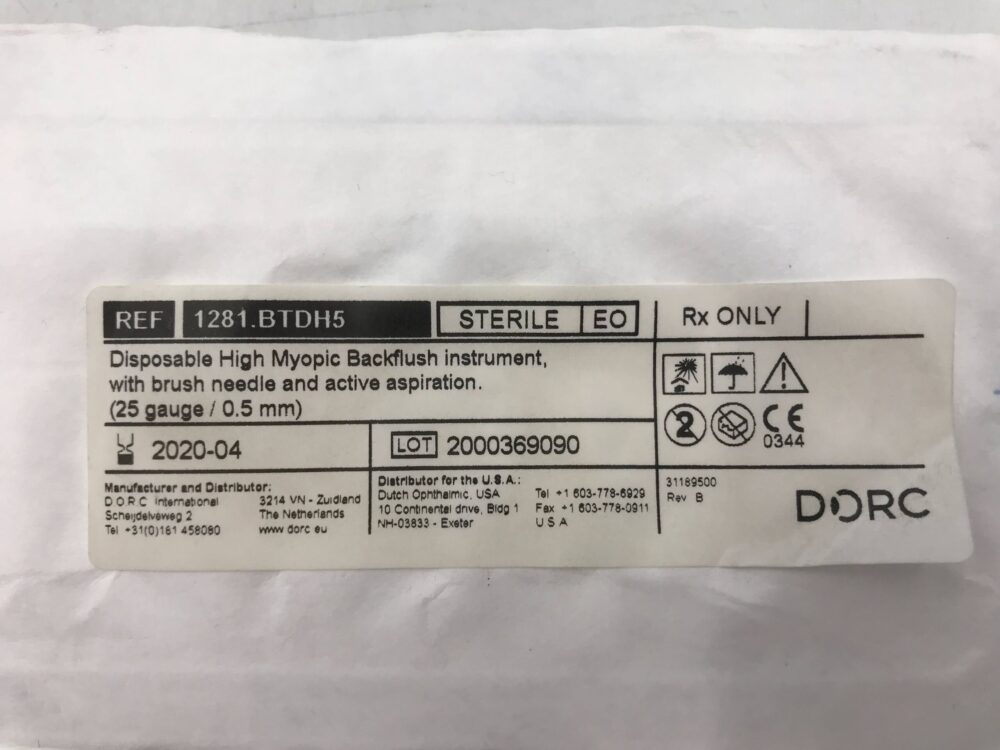 REF 1281.BTDH5 STERILE EO Rx ONLY
Disposable High Myopic Backflush instrument,
with brush needle and active aspiration.
(25 gauge / 0.5 mm)
2020-04 LOT 2000369090
2
CE
0344
Manufacturer and Distributor:
D.O.R.C. International 3214 VN - Zuidland
Scheijdelveweg 2 The Netherlands
Tel +31(0)181 458080 www.dorc.eu
Distributor for the U.S.A.:
Dutch Ophthalmic, USA Tel +1 603-778-6929
10 Continental drive, Bldg 1 Fax +1 603-778-0911
NH-03833 - Exeter U S A
31189500
Rev B
DORC